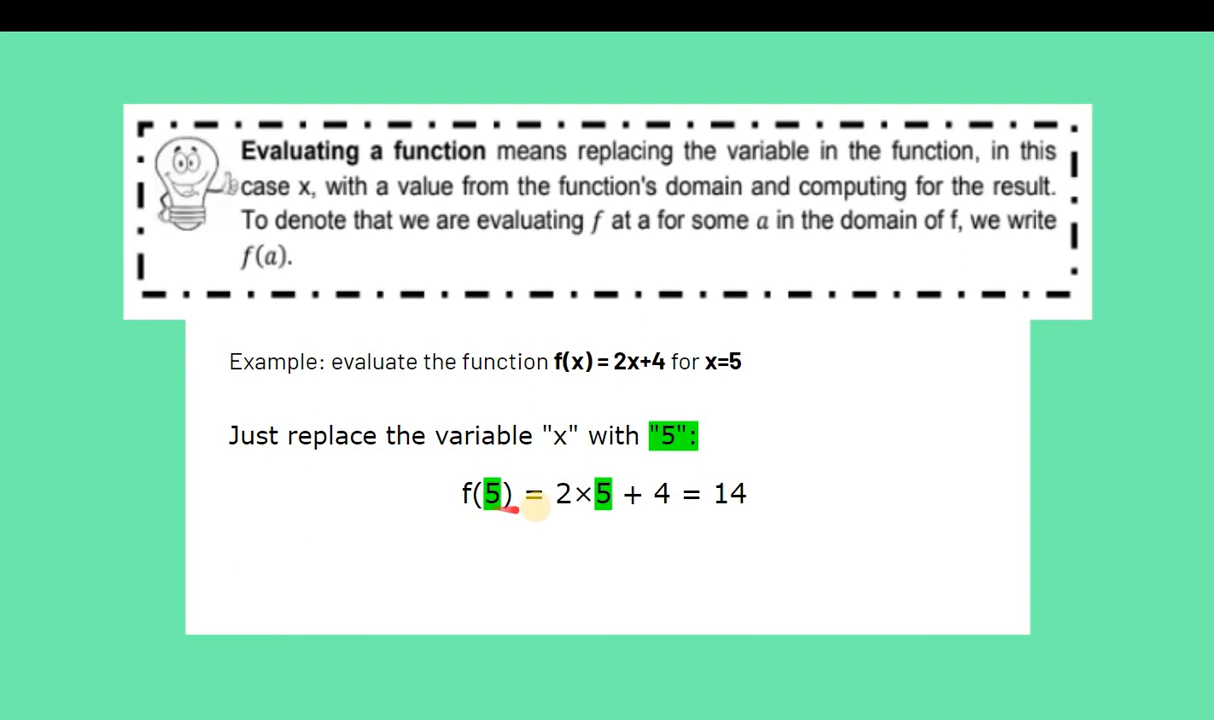 Evaluating a function means replacing the variable in the function, in this
case x, with a value from the function's domain and computing for the result.
To denote that we are evaluating f at a for some a in the domain of f, we write
f(a).
Example: evaluate the function f(x) = 2x+4 for x=5
Just replace the variable "x" with "5":
f(5) = 2×5 + 4 = 14